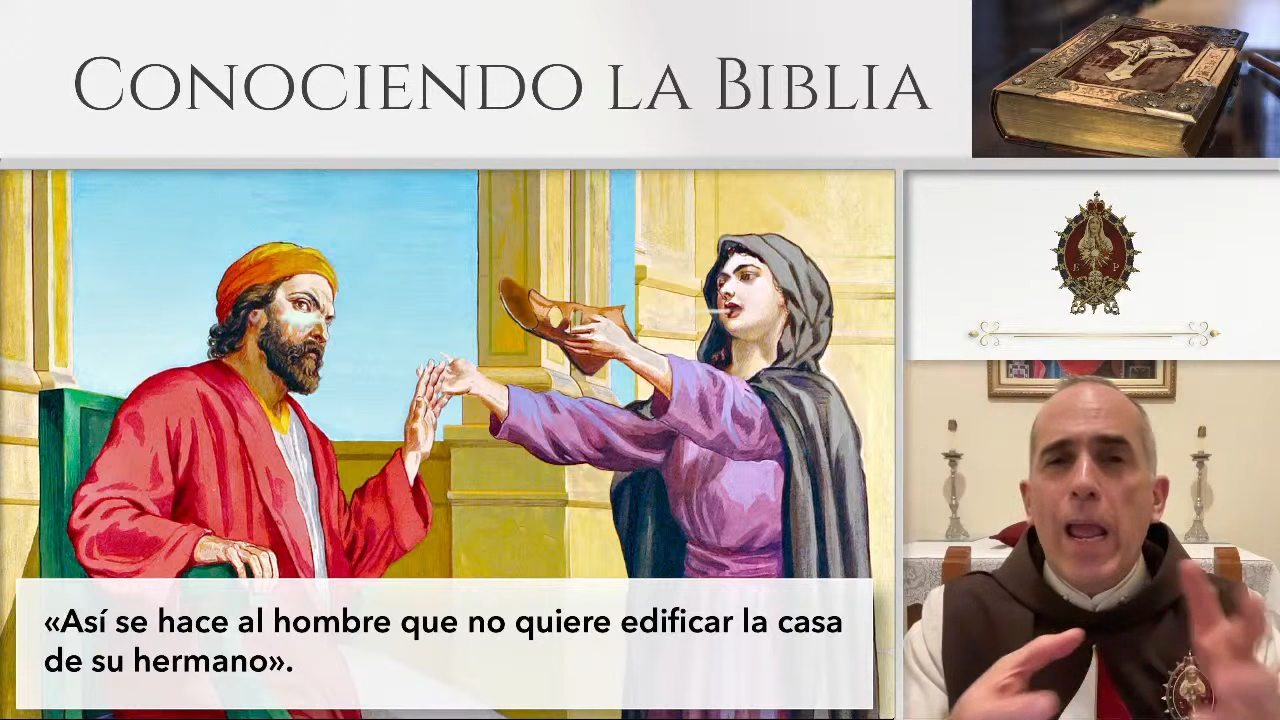 Conociendo la Biblia
E P
«Así se hace al hombre que no quiere edificar la casa
de su hermano».